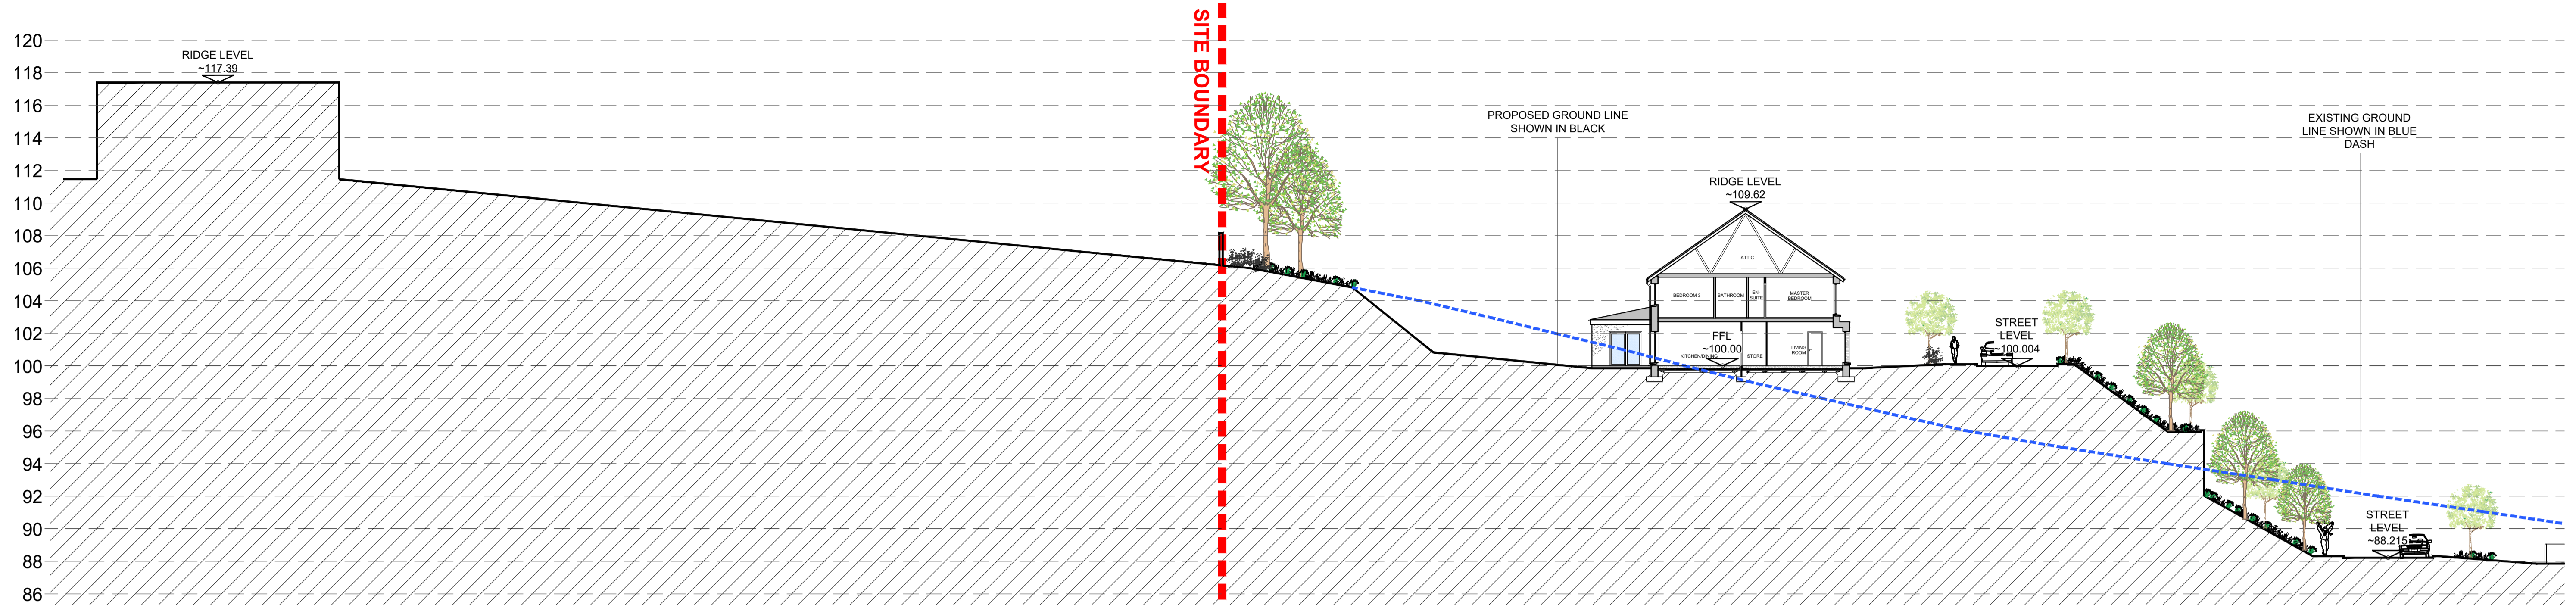 120
118
116
114
112
110
108
106
104
102
100
98
96
94
92
90
88
86
RIDGE LEVEL
~117.39
SITE BOUNDARY
PROPOSED GROUND LINE
SHOWN IN BLACK
RIDGE LEVEL
~109.62
ATTIC
BEDROOM 3
BATHROOM
EN-
SUITE
MASTER
BEDROOM
FFL
~100.00
KITCHEN/DINING
STORE
LIVING
ROOM
STREET
LEVEL
~100.004
EXISTING GROUND
LINE SHOWN IN BLUE
DASH
STREET
LEVEL
~88.215